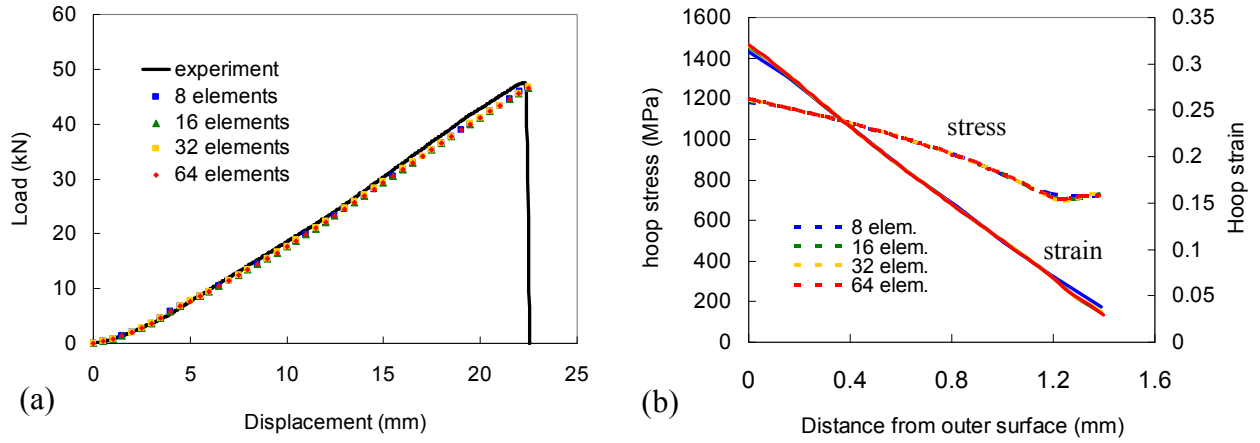 60
50
40
30
20
10
0
Load (kN)
experiment
8 elements
16 elements
32 elements
64 elements
0 5 10 15 20 25
Displacement (mm)
(a)
1600
1400
1200
1000
800
600
400
200
0
hoop stress (MPa)
stress
strain
8 elem.
16 elem.
32 elem.
64 elem.
0.35
0.3
0.25
0.2
0.15
0.1
0.05
0
Hoop strain
0 0.4 0.8 1.2 1.6
Distance from outer surface (mm)
(b)